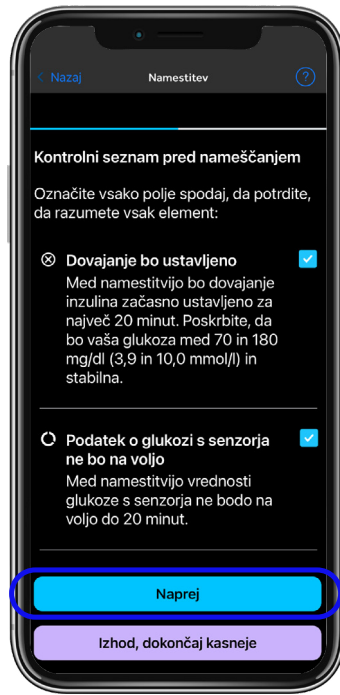 Nazaj
Namestitev
?
Kontrolni seznam pred nameščanjem
Označite vsako polje spodaj, da potrdite,
da razumete vsak element:
Dovajanje bo ustavljeno
Med namestitvijo bo dovajanje
inzulina začasno ustavljeno za
največ 20 minut. Poskrbite, da
bo vaša glukoza med 70 in 180
mg/dl (3,9 in 10,0 mmol/l) in
stabilna.
Podatek o glukozi s senzorja
ne bo na voljo
Med namestitvijo vrednosti
glukoze s senzorja ne bodo na
voljo do 20 minut.
Naprej
Izhod, dokončaj kasneje